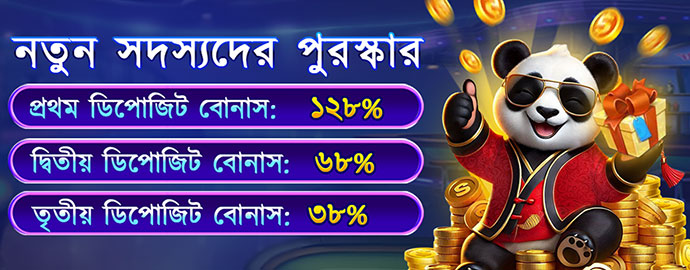 নতুন সদস্যদের পুরস্কার
প্রথম ডিপোজিট বোনাস: ১২৮%
দ্বিতীয় ডিপোজিট বোনাস: ৬৮%
তৃতীয় ডিপোজিট বোনাস: ৩৮%